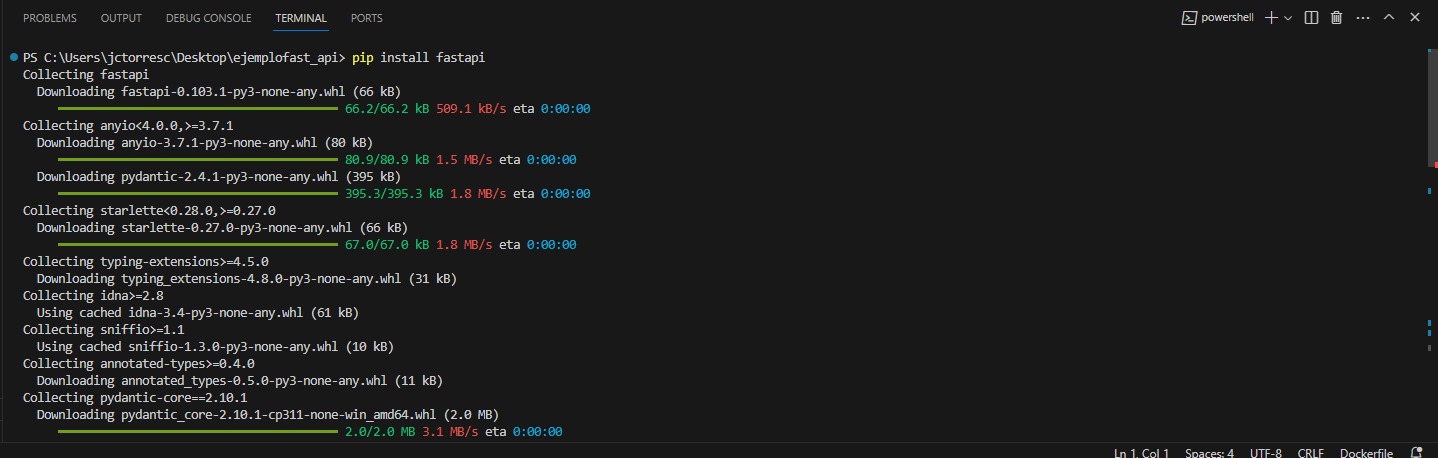 PROBLEMS OUTPUT DEBUG CONSOLE TERMINAL PORTS powershell
PS C:\Users\jctorresc\Desktop\ejemplofast_api> pip install fastapi
Collecting fastapi
Downloading fastapi-0.103.1-py3-none-any.whl (66 kB)
66.2/66.2 kB 509.1 kB/s eta 0:00:00
Collecting anyio<4.0.0,>=3.7.1
Downloading anyio-3.7.1-py3-none-any.whl (80 kB)
80.9/80.9 kB 1.5 MB/s eta 0:00:00
Downloading pydantic-2.4.1-py3-none-any.whl (395 kB)
395.3/395.3 kB 1.8 MB/s eta 0:00:00
Collecting starlette<0.28.0,>=0.27.0
Downloading starlette-0.27.0-py3-none-any.whl (66 kB)
67.0/67.0 kB 1.8 MB/s eta 0:00:00
Collecting typing-extensions>=4.5.0
Downloading typing_extensions-4.8.0-py3-none-any.whl (31 kB)
Collecting idna>=2.8
Using cached idna-3.4-py3-none-any.whl (61 kB)
Collecting sniffio>=1.1
Using cached sniffio-1.3.0-py3-none-any.whl (10 kB)
Collecting annotated-types>=0.4.0
Downloading annotated_types-0.5.0-py3-none-any.whl (11 kB)
Collecting pydantic-core==2.10.1
Downloading pydantic_core-2.10.1-cp311-none-win_amd64.whl (2.0 MB)
2.0/2.0 MB 3.1 MB/s eta 0:00:00
Ln 1, Col 1 Spaces: 4 UTF-8 CRLF Dockerfile